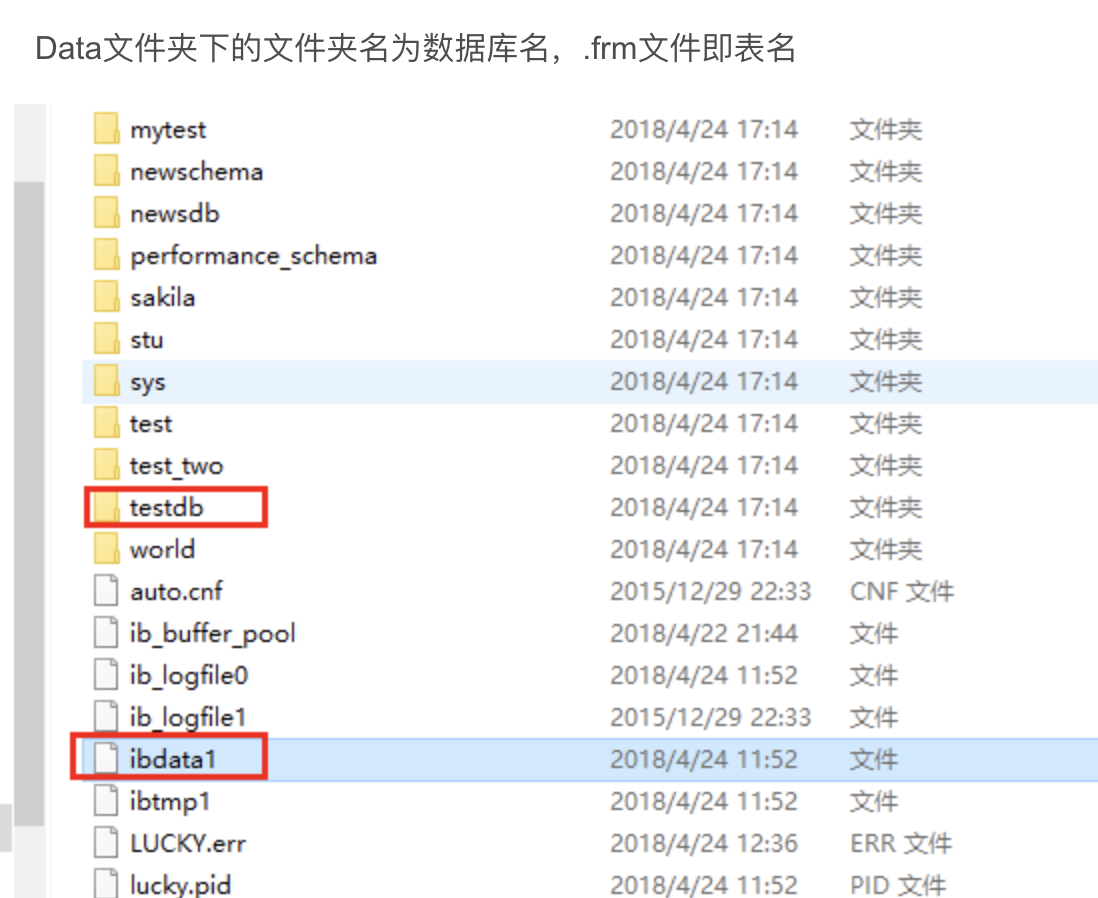 Data文件夹下的文件夹名为数据库名，.frm文件即表名
mytest 2018/4/24 17:14 文件夹
newschema 2018/4/24 17:14 文件夹
newsdb 2018/4/24 17:14 文件夹
performance_schema 2018/4/24 17:14 文件夹
sakila 2018/4/24 17:14 文件夹
stu 2018/4/24 17:14 文件夹
sys 2018/4/24 17:14 文件夹
test 2018/4/24 17:14 文件夹
test_two 2018/4/24 17:14 文件夹
testdb 2018/4/24 17:14 文件夹
world 2018/4/24 17:14 文件夹
auto.cnf 2015/12/29 22:33 CNF 文件
ib_buffer_pool 2018/4/22 21:44 文件
ib_logfile0 2018/4/24 11:52 文件
ib_logfile1 2015/12/29 22:33 文件
ibdata1 2018/4/24 11:52 文件
ibtmp1 2018/4/24 11:52 文件
LUCKY.err 2018/4/24 12:36 ERR 文件
lucky.pid 2018/4/24 11:52 PID 文件